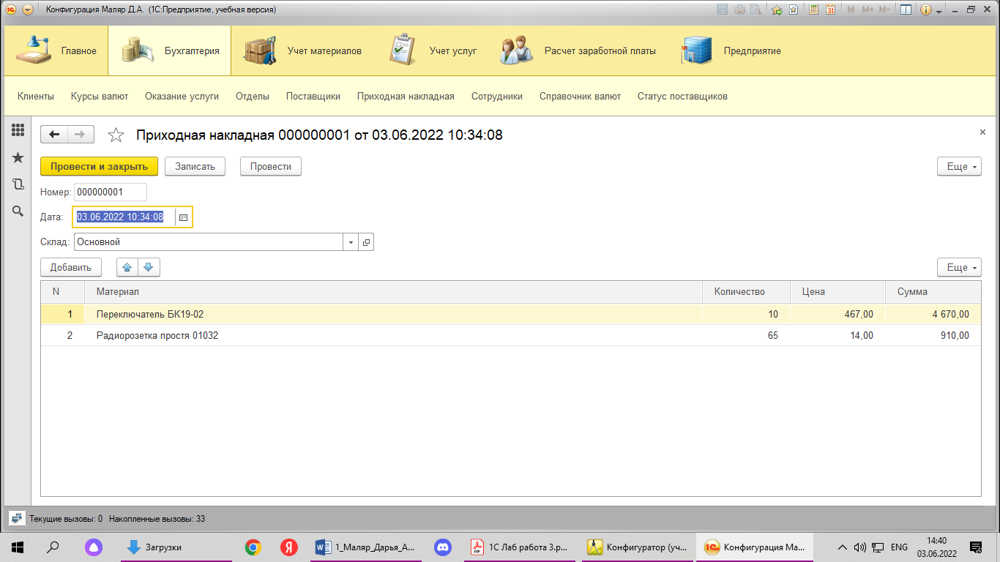 Конфигурация Маляр Д.А. (1С:Предприятие, учебная версия)
M M+ M-
Главное Бухгалтерия Учет материалов Учет услуг Расчет заработной платы Предприятие
Клиенты Курсы валют Оказание услуги Отделы Поставщики Приходная накладная Сотрудники Справочник валют Статус поставщиков
Приходная накладная 000000001 от 03.06.2022 10:34:08
Провести и закрыть Записать Провести Еще
Номер: 000000001
Дата: 03.06.2022 10:34:08
Склад: Основной
Добавить Еще
N Материал Количество Цена Сумма
1 Переключатель БК19-02 10 467,00 4 670,00
2 Радиорозетка простя 01032 65 14,00 910,00
Текущие вызовы: 0 Накопленные вызовы: 33
Загрузки 1_Маляр_Дарья_А... 1С Лаб работа 3.p... Конфигуратор (уч... Конфигурация Ма... ENG 14:40
03.06.2022